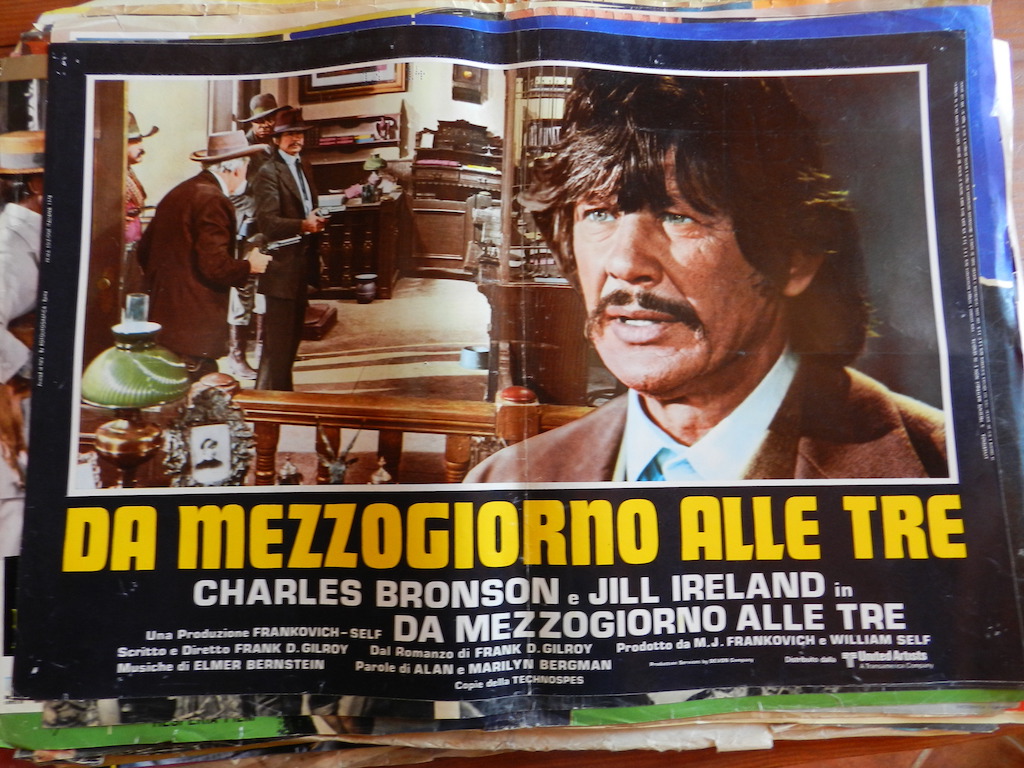 DA MEZZOGIORNO ALLE TRE
CHARLES BRONSON e JILL IRELAND in
DA MEZZOGIORNO ALLE TRE
Una Produzione FRANKOVICH-SELF
Scritto e Diretto FRANK D. GILROY Dal Romanzo di FRANK D. GILROY Prodotto da M.J. FRANKOVICH e WILLIAM SELF
Musiche di ELMER BERNSTEIN Parole di ALAN e MARILYN BERGMAN
Distribuito dalla United Artists
A Transamerica Company
Copie della TECHNOSPES